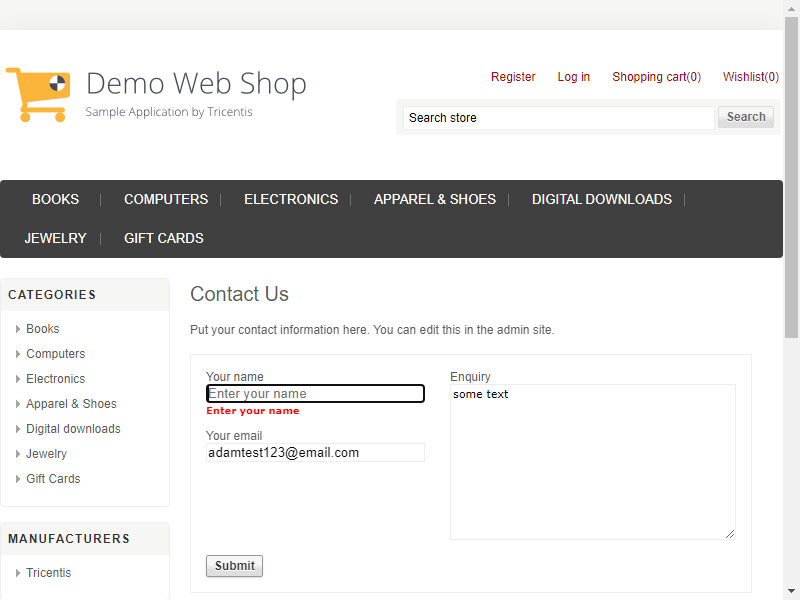 Demo Web Shop
Sample Application by Tricentis
Register Log in Shopping cart(0) Wishlist(0)
Search store Search
BOOKS COMPUTERS ELECTRONICS APPAREL & SHOES DIGITAL DOWNLOADS
JEWELRY GIFT CARDS
CATEGORIES
Books
Computers
Electronics
Apparel & Shoes
Digital downloads
Jewelry
Gift Cards
MANUFACTURERS
Tricentis
Contact Us
Put your contact information here. You can edit this in the admin site.
Your name
Enter your name
Enter your name
Your email
adamtest123@email.com
Enquiry
some text
Submit